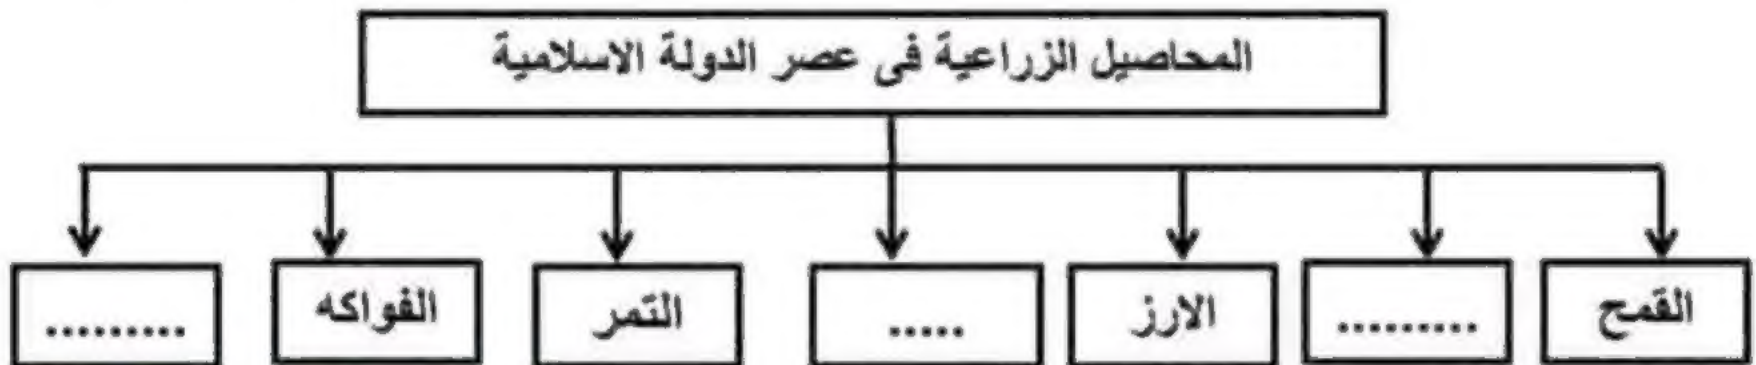 المحاصيل الزراعية فى عصر الدولة الاسلامية
القمح
.........
الارز
.....
التمر
الفواكه
.........